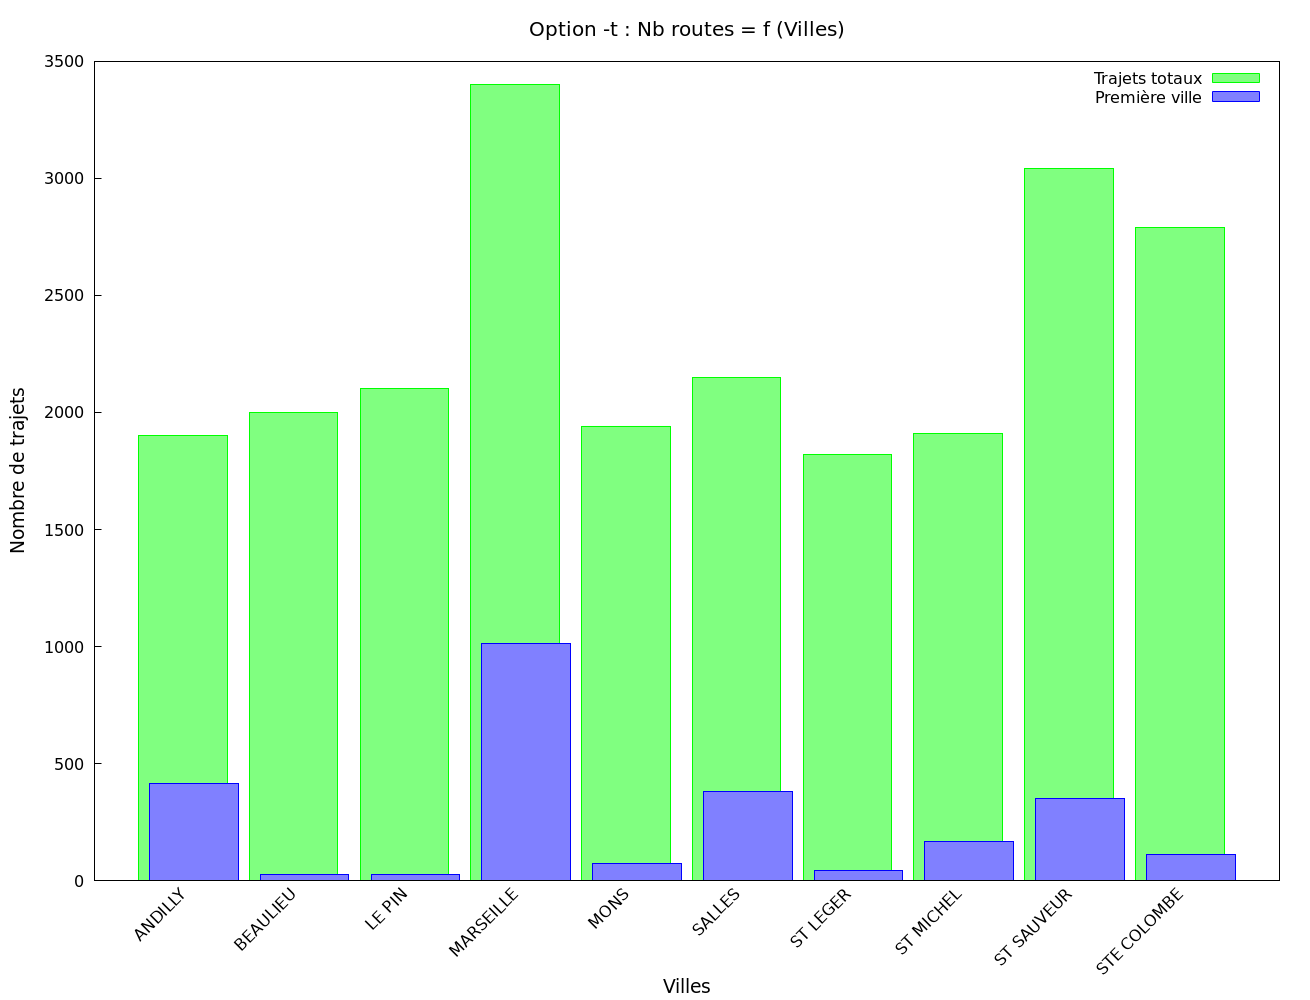 Option -t : Nb routes = f (Villes)
Trajets totaux
Première ville
3500
3000
2500
2000
1500
1000
500
0
Nombre de trajets
ANDILLY
BEAULIEU
LE PIN
MARSEILLE
MONS
SALLES
ST LEGER
ST MICHEL
ST SAUVEUR
STE COLOMBE
Villes